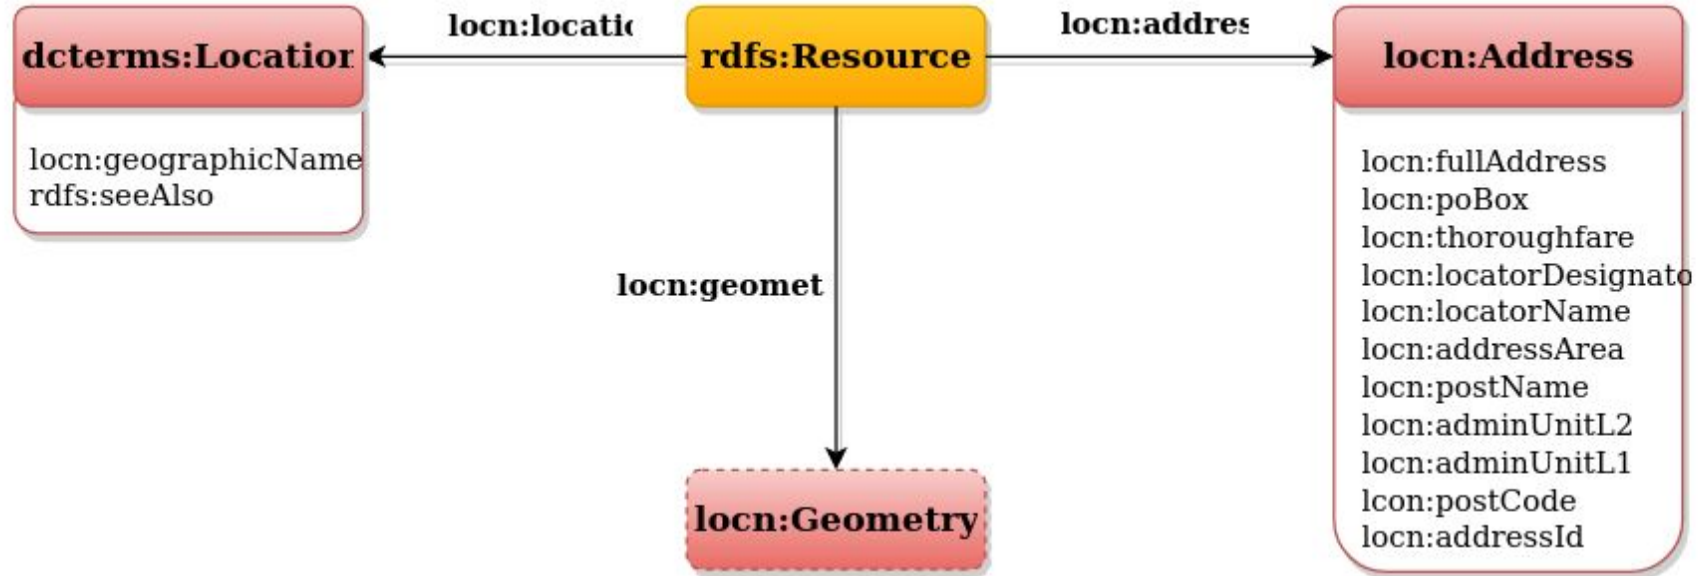 locn:locatio
locn:addres
dcterms:Location
rdfs:Resource
locn:Address
locn:geographicName
rdfs:seeAlso
locn:geomet
locn:Geometry
locn:fullAddress
locn:poBox
locn:thoroughfare
locn:locatorDesignato
locn:locatorName
locn:addressArea
locn:postName
locn:adminUnitL2
locn:adminUnitL1
lcon:postCode
locn:addressId